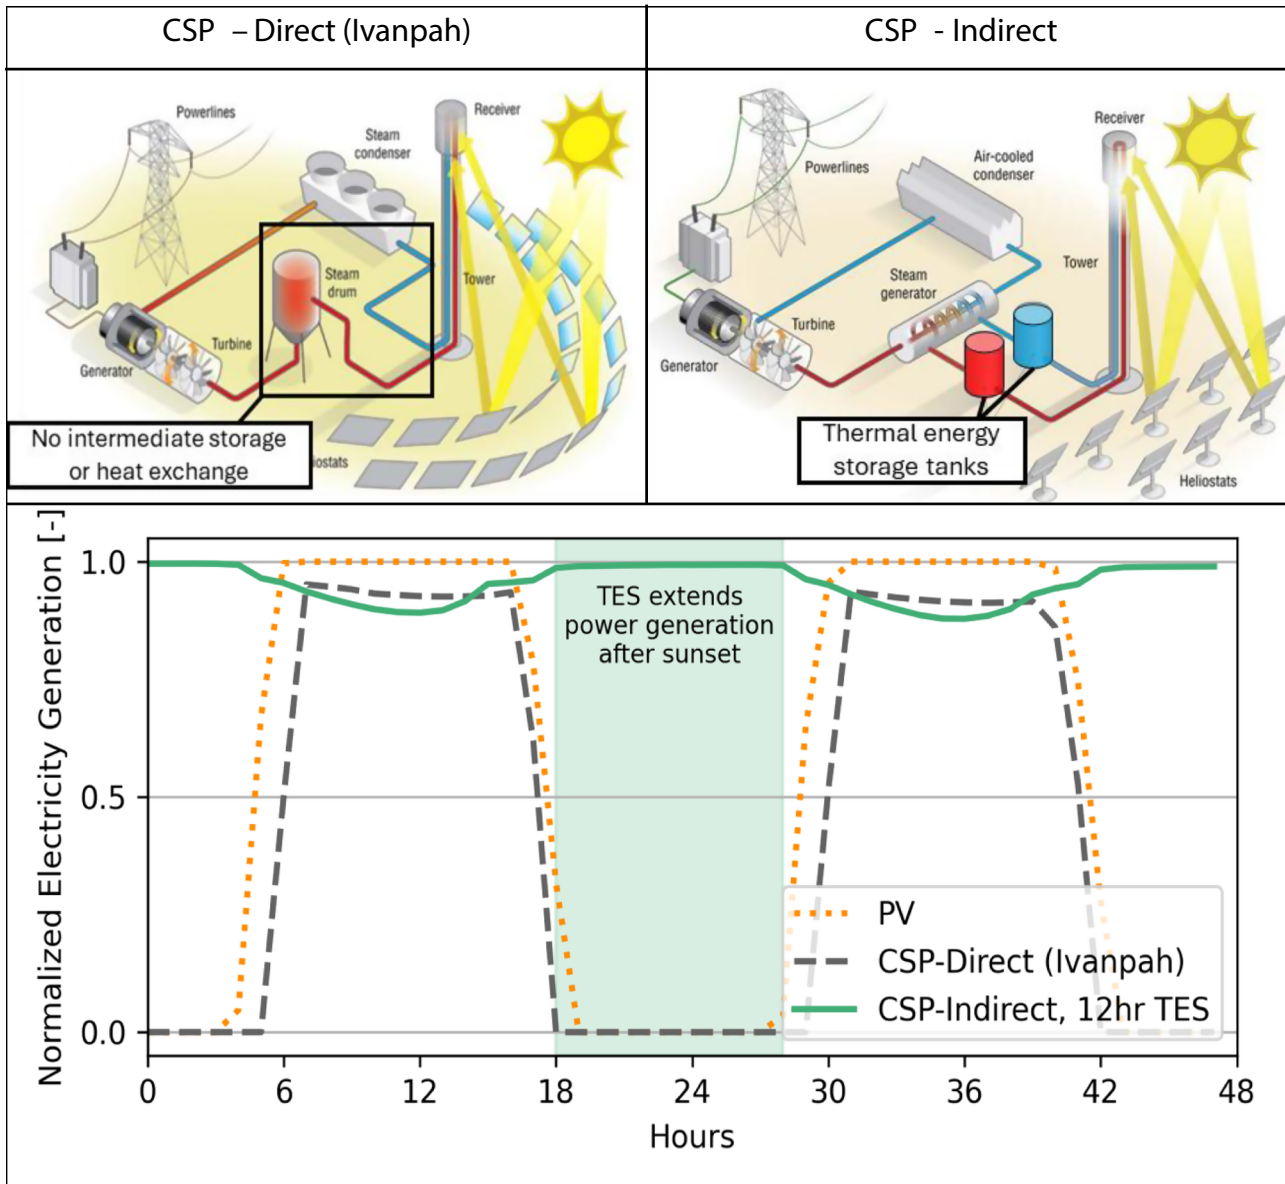 CSP – Direct (Ivanpah)
CSP - Indirect
Powerlines
Receiver
Steam
condenser
Steam
drum
Tower
Turbine
Generator
No intermediate storage
or heat exchange
iostats
Receiver
Powerlines
Air-cooled
condenser
Steam
generator
Tower
Turbine
Generator
Thermal energy
storage tanks
Heliostats
Normalized Electricity Generation [-]
1.0
0.5
0.0
TES extends
power generation
after sunset
PV
CSP-Direct (Ivanpah)
CSP-Indirect, 12hr TES
0 6 12 18 24 30 36 42 48
Hours